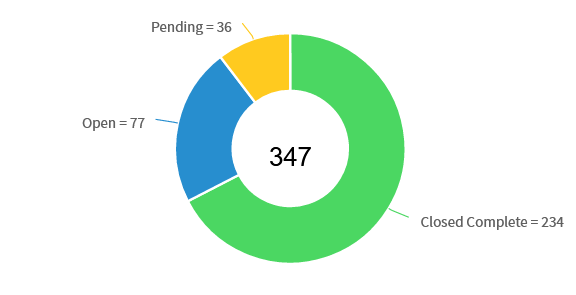 Pending = 36
Open = 77
347
Closed Complete = 234